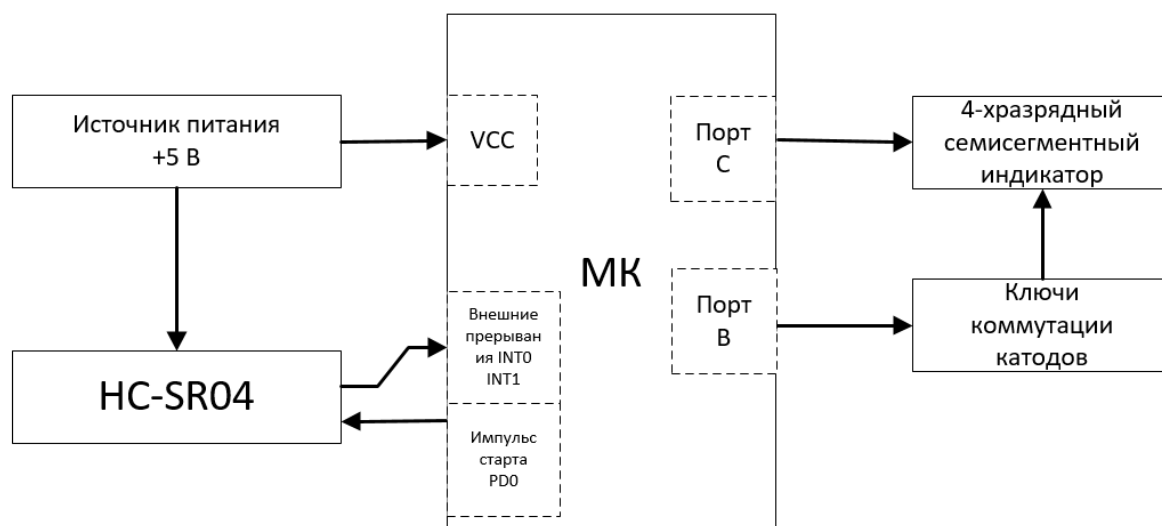 Источник питания
+5 В
VCC
Порт
C
4-хразрядный
семисегментный
индикатор
МК
Внешние
прерыван
ия INT0
INT1
Порт
B
Ключи
коммутации
катодов
HC-SR04
Импульс
старта
PD0